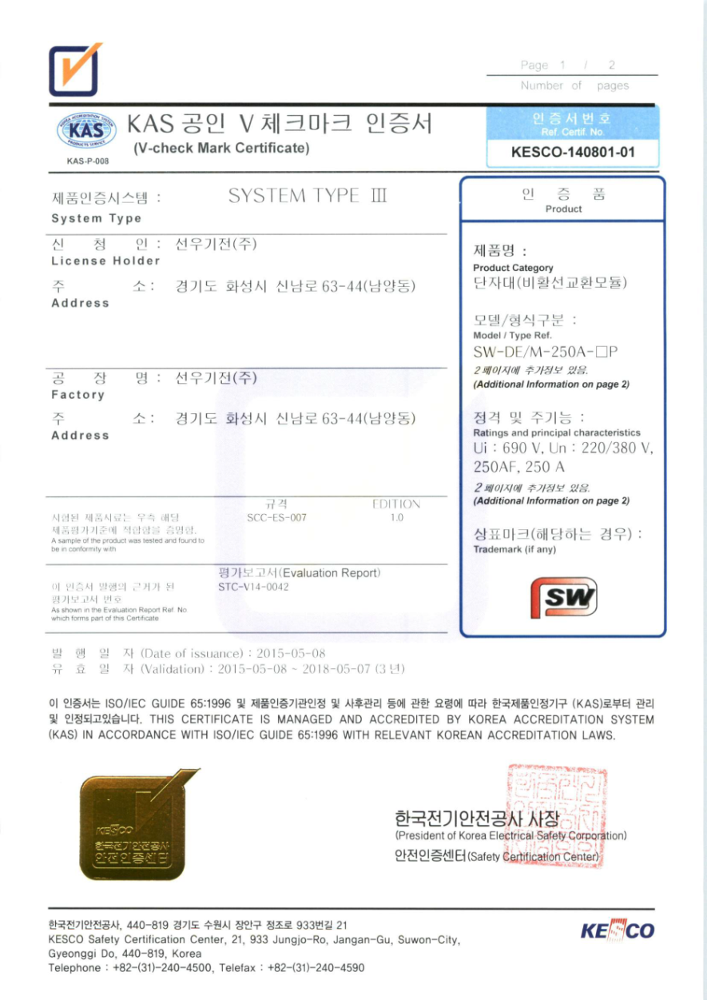 Page 1 / 2
Number of pages
KOREA ACCREDITATION SYSTEM
KAS
PRODUCTS SERVICE
KAS-P-008
KAS 공인 V 체크마크 인증서
(V-check Mark Certificate)
인증서번호
Ref. Certif. No.
KESCO-140801-01
제품인증시스템 : SYSTEM TYPE Ⅲ
System Type
신 청 인 : 선우기전(주)
License Holder
주 소 : 경기도 화성시 신남로 63-44(남양동)
Address
공 장 명 : 선우기전(주)
Factory
주 소 : 경기도 화성시 신남로 63-44(남양동)
Address
규격 EDITION
시험된 제품시료는 우측 해당 SCC-ES-007 1.0
제품평가기준에 적합함을 증명함.
A sample of the product was tested and found to
be in conformity with
평가보고서(Evaluation Report)
이 인증서 발행의 근거가 된 STC-V14-0042
평가보고서 번호
As shown in the Evaluation Report Ref. No
which forms part of this Certificate
인 증 품
Product
제품명 :
Product Category
단자대(비활선교환모듈)
모델/형식구분 :
Model / Type Ref.
SW-DE/M-250A-□P
2페이지에 추가정보 있음.
(Additional Information on page 2)
정격 및 주기능 :
Ratings and principal characteristics
Ui : 690 V, Un : 220/380 V,
250AF, 250 A
2페이지에 추가정보 있음.
(Additional Information on page 2)
상표마크(해당하는 경우) :
Trademark (if any)
SW
발 행 일 자 (Date of issuance) : 2015-05-08
유 효 일 자 (Validation) : 2015-05-08 ~ 2018-05-07 (3년)
이 인증서는 ISO/IEC GUIDE 65:1996 및 제품인증기관인정 및 사후관리 등에 관한 요령에 따라 한국제품인정기구 (KAS)로부터 관리
및 인정되고있습니다. THIS CERTIFICATE IS MANAGED AND ACCREDITED BY KOREA ACCREDITATION SYSTEM
(KAS) IN ACCORDANCE WITH ISO/IEC GUIDE 65:1996 WITH RELEVANT KOREAN ACCREDITATION LAWS.
KESCO
한국전기안전공사
안전인증센터
한국전기안전공사 사장
(President of Korea Electrical Safety Corporation)
안전인증센터(Safety Certification Center)
한국전기안전공사, 440-819 경기도 수원시 장안구 정조로 933번길 21
KESCO Safety Certification Center, 21, 933 Jungjo-Ro, Jangan-Gu, Suwon-City,
Gyeonggi Do, 440-819, Korea
Telephone : +82-(31)-240-4500, Telefax : +82-(31)-240-4590
KESCO